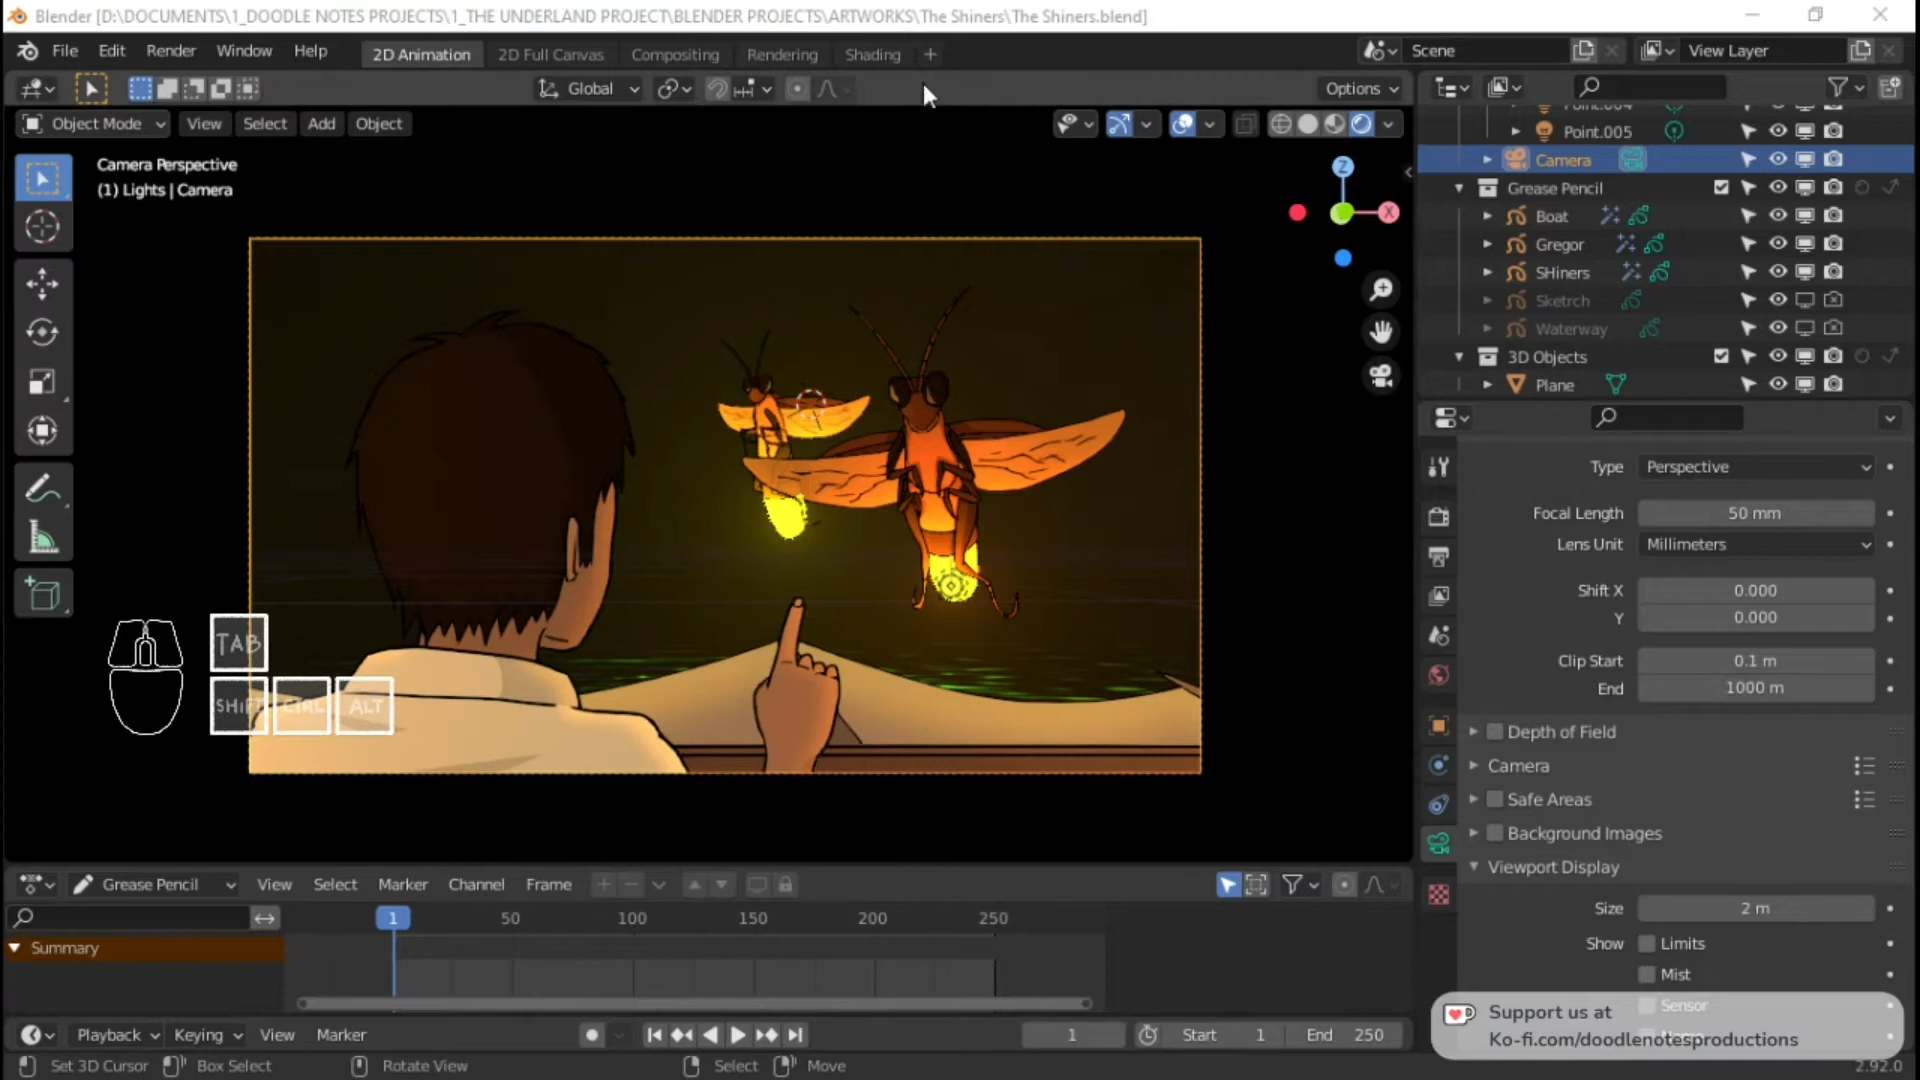 Blender [D:\DOCUMENTS\1_DOODLE NOTES PROJECTS\1_THE UNDERLAND PROJECT\BLENDER PROJECTS\ARTWORKS\The Shiners\The Shiners.blend]
File Edit Render Window Help 2D Animation 2D Full Canvas Compositing Rendering Shading + Scene View Layer
Global Options
Object Mode View Select Add Object
Camera Perspective
(1) Lights | Camera
Z
X
Point.004
Point.005
Camera
Grease Pencil
Boat
Gregor
SHiners
Sketrch
Waterway
3D Objects
Plane
Type Perspective
Focal Length 50 mm
Lens Unit Millimeters
Shift X 0.000
Y 0.000
Clip Start 0.1 m
End 1000 m
Depth of Field
Camera
Safe Areas
Background Images
Viewport Display
Size 2 m
Show Limits
Mist
Sensor
TAB
SHIFT CTRL ALT
Grease Pencil View Select Marker Channel Frame
1 50 100 150 200 250
Summary
Playback Keying View Marker 1 Start 1 End 250
Support us at
Ko-fi.com/doodlenotesproductions
Set 3D Cursor Box Select Rotate View Select Move 2.92.0